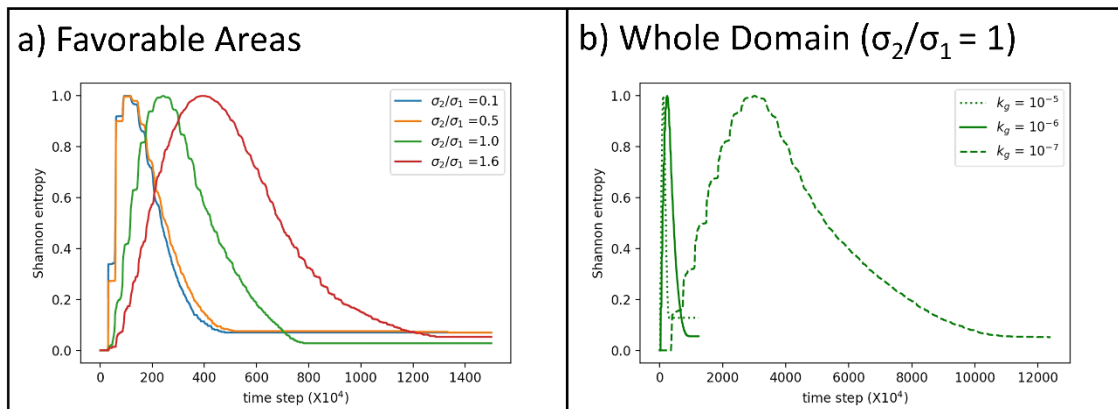 a) Favorable Areas
Shannon entropy
1.0
0.8
0.6
0.4
0.2
0.0
σ₂/σ₁ =0.1
σ₂/σ₁ =0.5
σ₂/σ₁ =1.0
σ₂/σ₁ =1.6
0 200 400 600 800 1000 1200 1400
time step (X10⁴)
b) Whole Domain (σ₂/σ₁ = 1)
Shannon entropy
1.0
0.8
0.6
0.4
0.2
0.0
k_g = 10⁻⁵
k_g = 10⁻⁶
k_g = 10⁻⁷
0 2000 4000 6000 8000 10000 12000
time step (X10⁴)